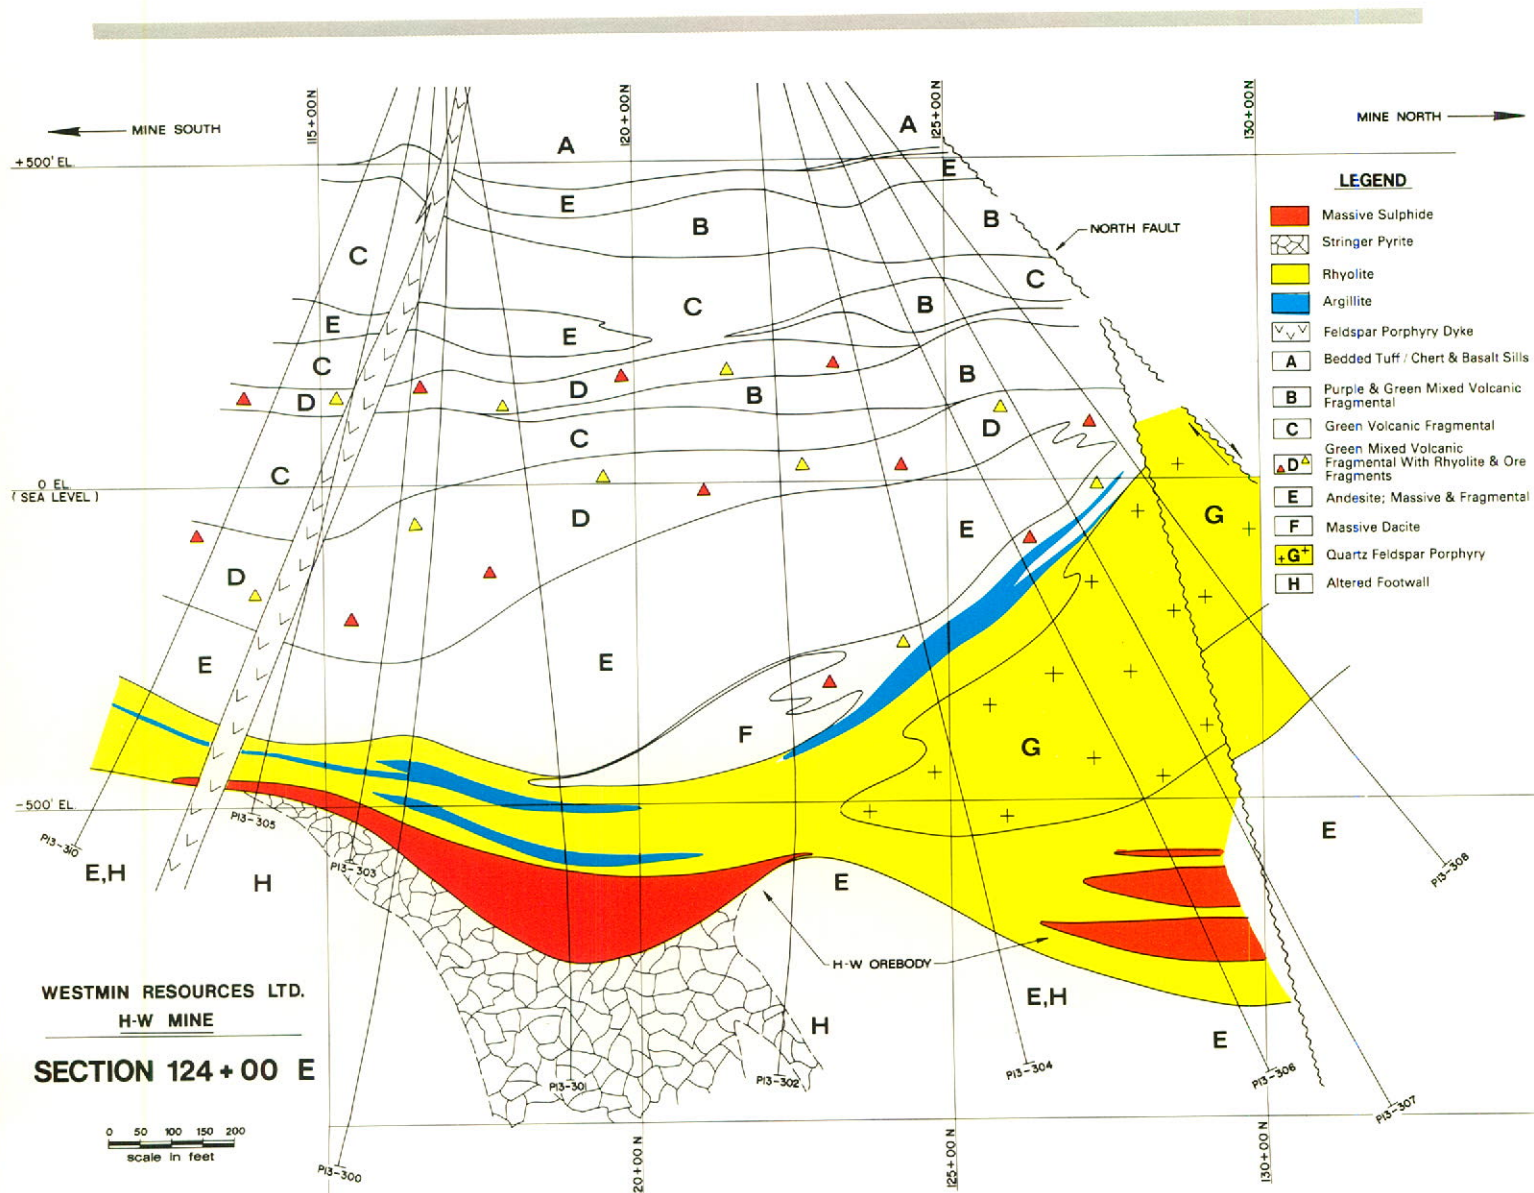 115+00N
120+00N
125+00N
130+00N
MINE SOUTH
MINE NORTH
+500' EL.
A
A
E
E
B
B
NORTH FAULT
C
C
C
B
E
E
C
D
D
B
B
C
D
C
0 EL.
( SEA LEVEL )
D
E
G
D
E
E
F
G
-500' EL.
P13-310
P13-305
P13-303
E,H
H
E
E
P13-308
H-W OREBODY
E,H
H
E
P13-301
P13-302
P13-304
P13-306
P13-307
P13-300
20+00N
125+00N
130+00N
LEGEND
Massive Sulphide
Stringer Pyrite
Rhyolite
Argillite
Feldspar Porphyry Dyke
A Bedded Tuff / Chert & Basalt Sills
B Purple & Green Mixed Volcanic
Fragmental
C Green Volcanic Fragmental
Green Mixed Volcanic
D Fragmental With Rhyolite & Ore
Fragments
E Andesite; Massive & Fragmental
F Massive Dacite
+G+ Quartz Feldspar Porphyry
H Altered Footwall
WESTMIN RESOURCES LTD.
H-W MINE
SECTION 124+00 E
0 50 100 150 200
scale in feet